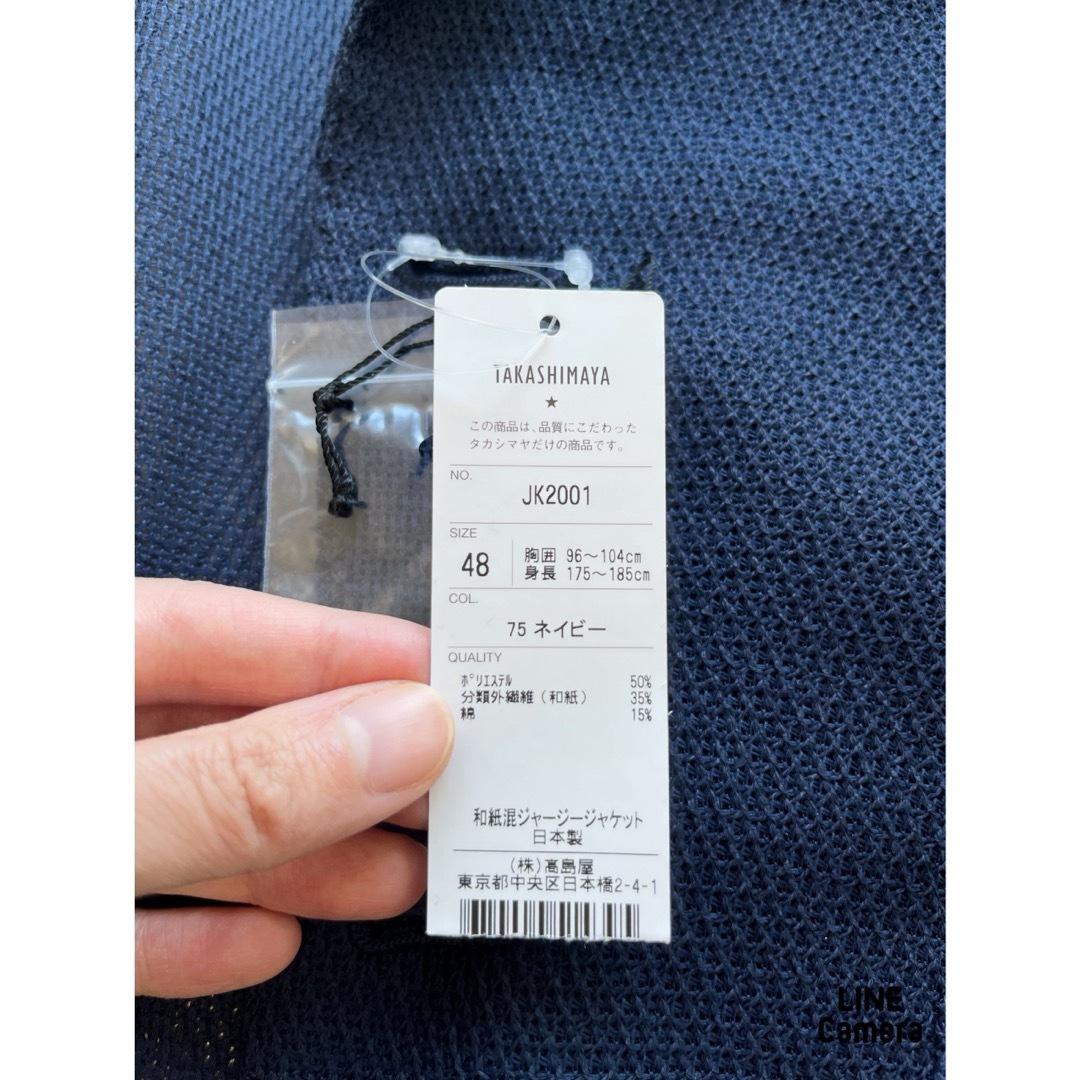 TAKASHIMAYA
★
この商品は、品質にこだわった
タカシマヤだけの商品です。
NO.
JK2001
SIZE
48 胸囲 96〜104cm
身長 175〜185cm
COL.
75 ネイビー
QUALITY
ポリエステル 50%
分類外繊維(和紙) 35%
綿 15%
和紙混ジャージージャケット
日本製
(株)髙島屋
東京都中央区日本橋2-4-1
LINE
Camera